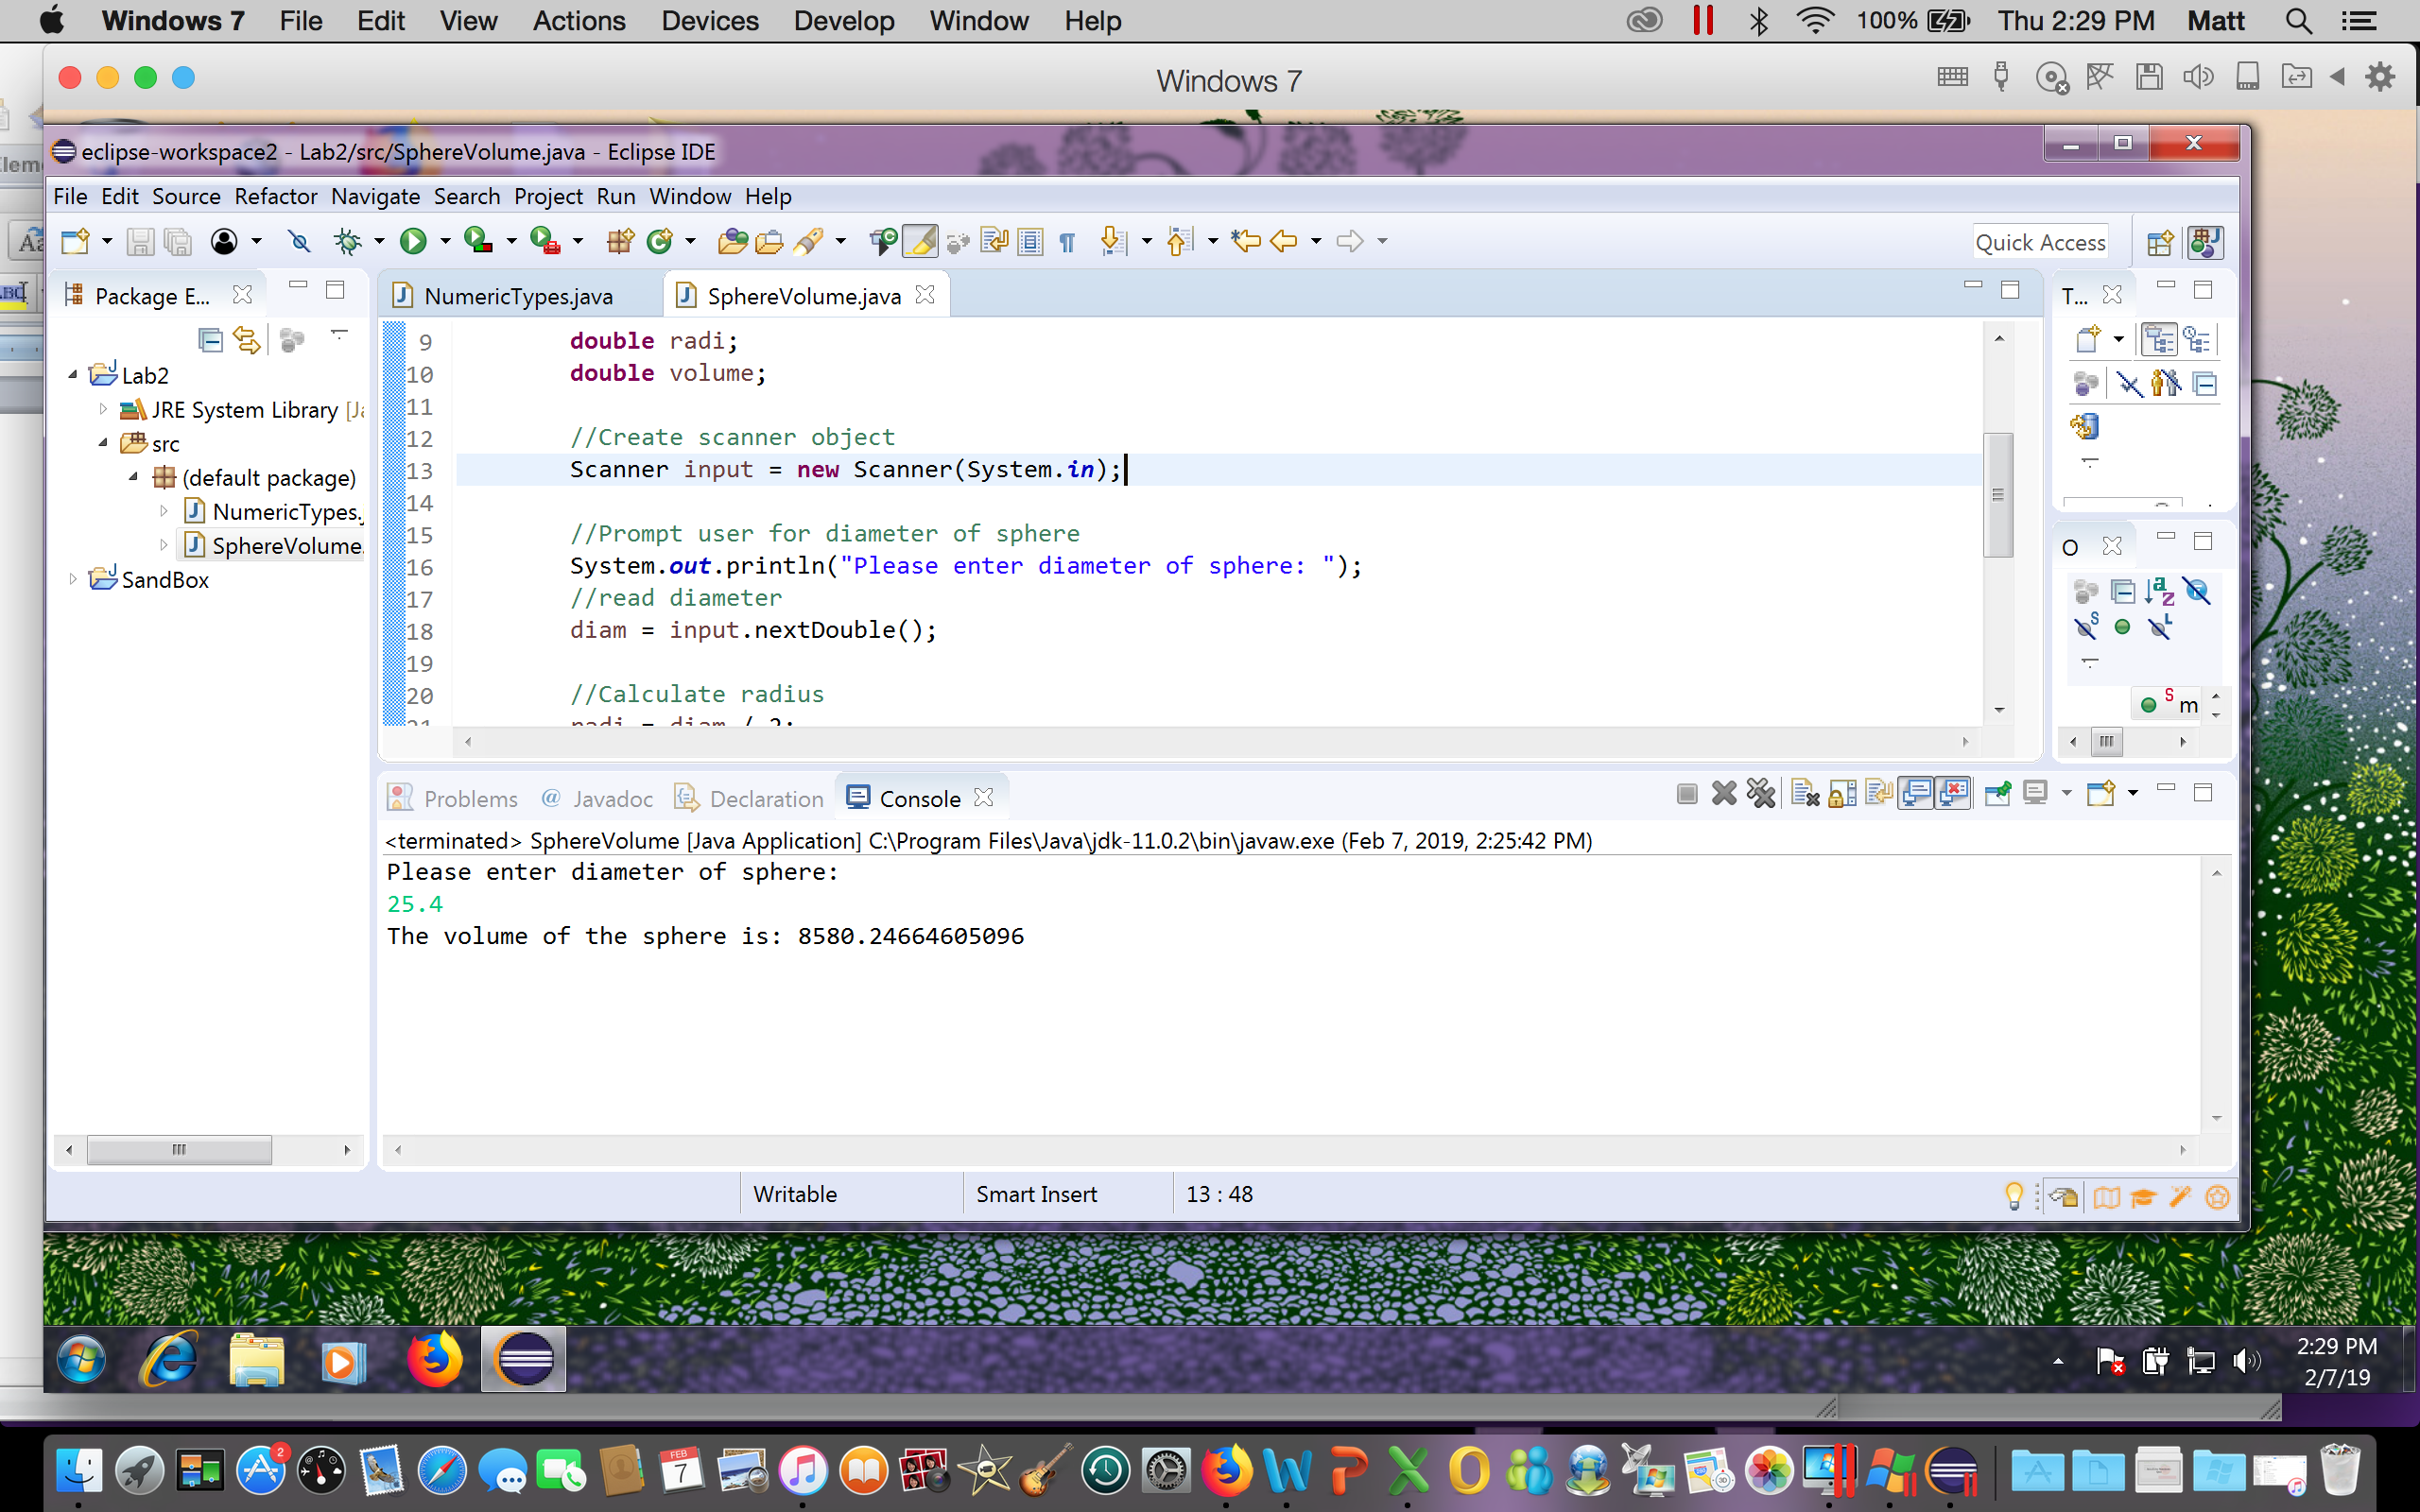 Windows 7 File Edit View Actions Devices Develop Window Help 100% Thu 2:29 PM Matt
Windows 7
eclipse-workspace2 - Lab2/src/SphereVolume.java - Eclipse IDE
File Edit Source Refactor Navigate Search Project Run Window Help
Quick Access
Package E...
NumericTypes.java
SphereVolume.java
T...
Lab2
JRE System Library
src
(default package)
NumericTypes.
SphereVolume.
SandBox
9 double radi;
10 double volume;
11
12 //Create scanner object
13 Scanner input = new Scanner(System.in);
14
15 //Prompt user for diameter of sphere
16 System.out.println("Please enter diameter of sphere: ");
17 //read diameter
18 diam = input.nextDouble();
19
20 //Calculate radius
21 radi = diam / 2;
O
m
Problems Javadoc Declaration Console
<terminated> SphereVolume [Java Application] C:\Program Files\Java\jdk-11.0.2\bin\javaw.exe (Feb 7, 2019, 2:25:42 PM)
Please enter diameter of sphere:
25.4
The volume of the sphere is: 8580.24664605096
Writable Smart Insert 13 : 48
2:29 PM
2/7/19
2
FEB
7